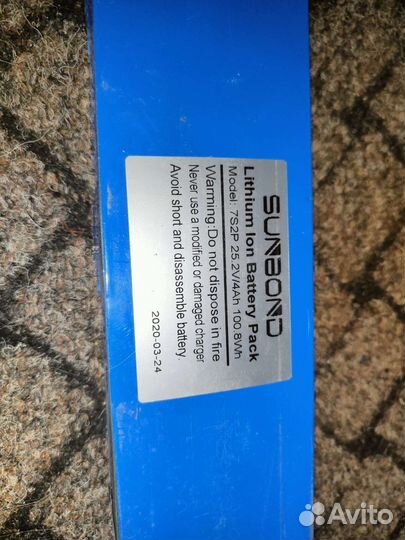 SUNBOND
Lithium Ion Battery Pack
Model: 7S2P 25.2V/4Ah 100.8Wh
Warming:Do not dispose in fire
Never use a modified or damaged charger
Avoid short and disassemble battery.
2020-03-24
Avito